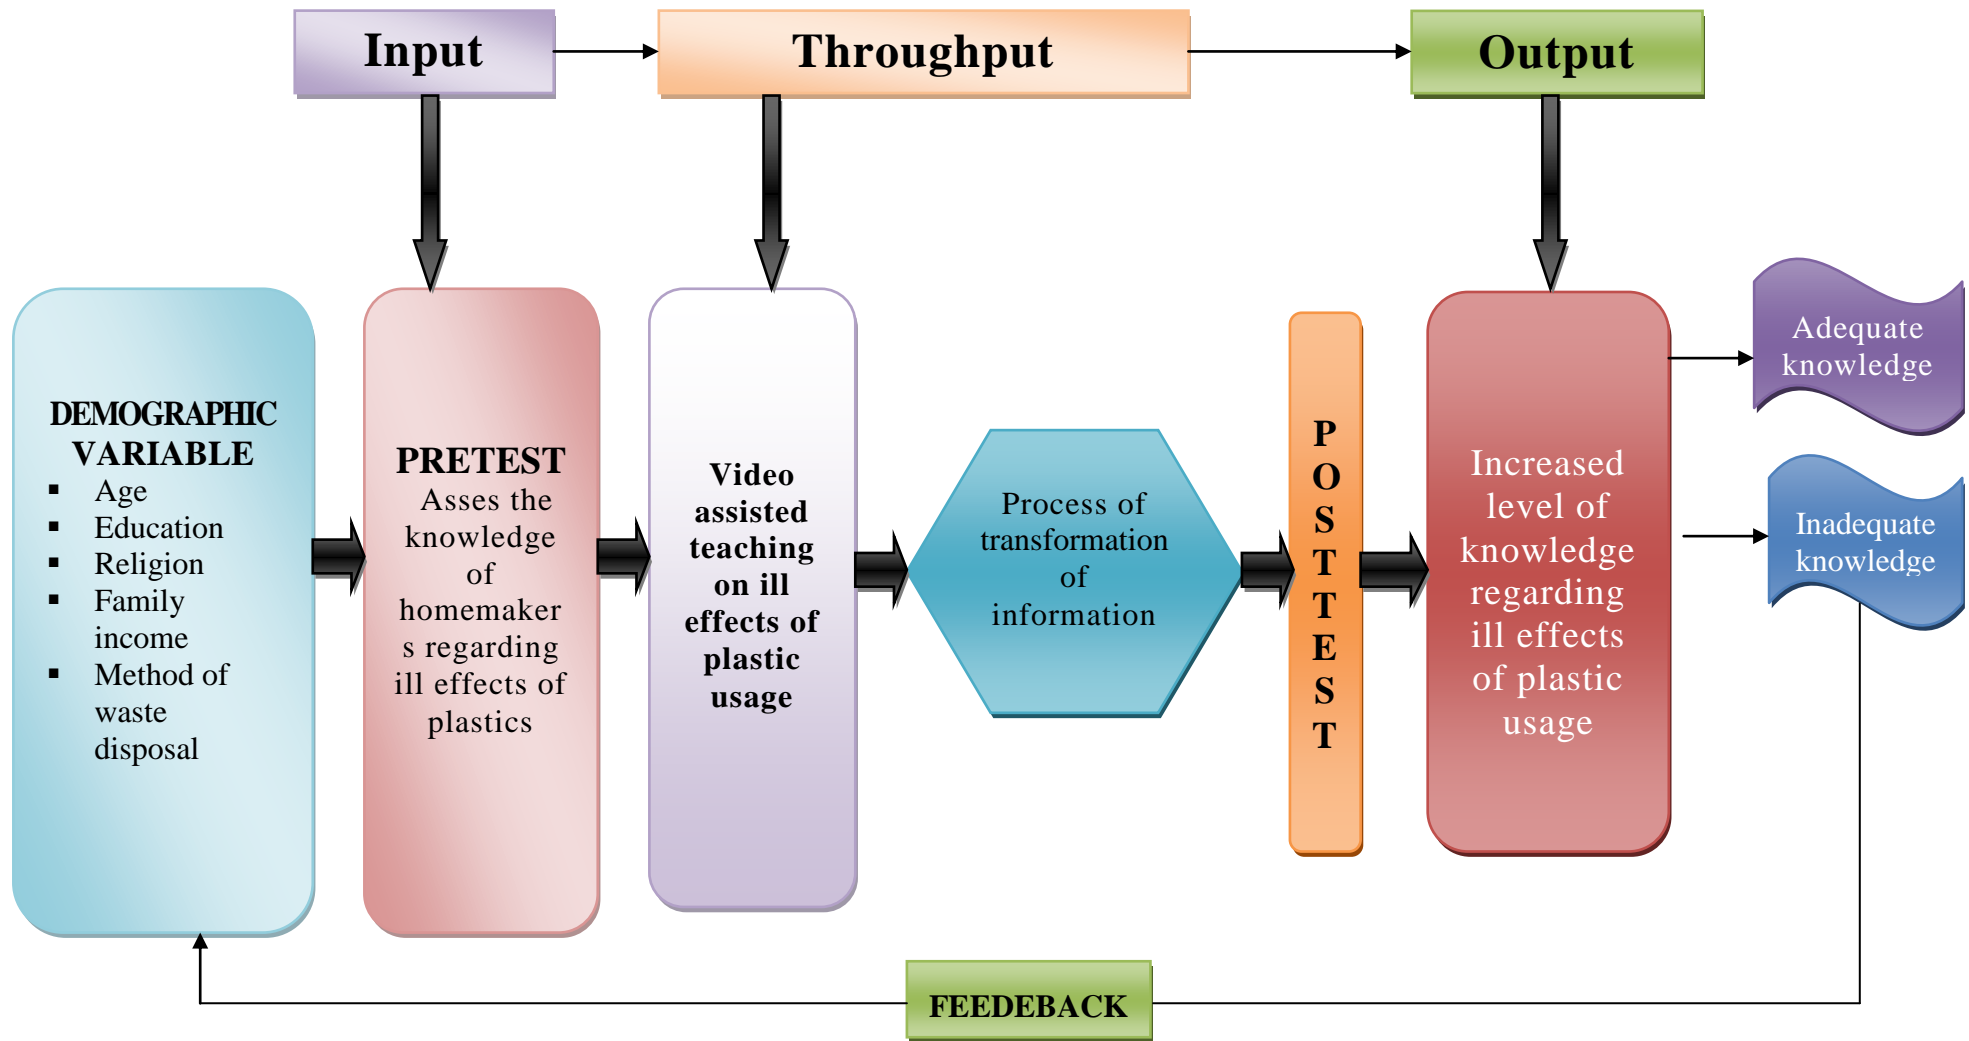 Input
Throughput
Output
DEMOGRAPHIC
VARIABLE
▪ Age
▪ Education
▪ Religion
▪ Family
income
▪ Method of
waste
disposal
PRETEST
Asses the
knowledge
of
homemaker
s regarding
ill effects of
plastics
Video
assisted
teaching
on ill
effects of
plastic
usage
Process of
transformation
of
information
P
O
S
T
T
E
S
T
Increased
level of
knowledge
regarding
ill effects
of plastic
usage
Adequate
knowledge
Inadequate
knowledge
FEEDEBACK